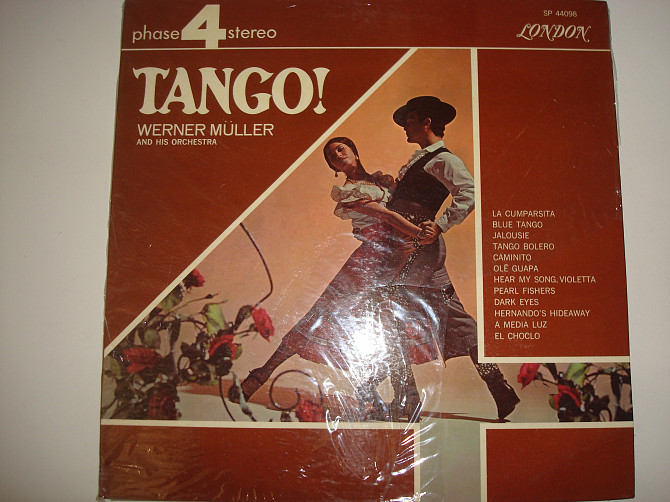 phase 4 stereo
SP 44098
LONDON
TANGO!
WERNER MÜLLER
AND HIS ORCHESTRA
LA CUMPARSITA
BLUE TANGO
JALOUSIE
TANGO BOLERO
CAMINITO
OLÉ GUAPA
HEAR MY SONG, VIOLETTA
PEARL FISHERS
DARK EYES
HERNANDO'S HIDEAWAY
A MEDIA LUZ
EL CHOCLO